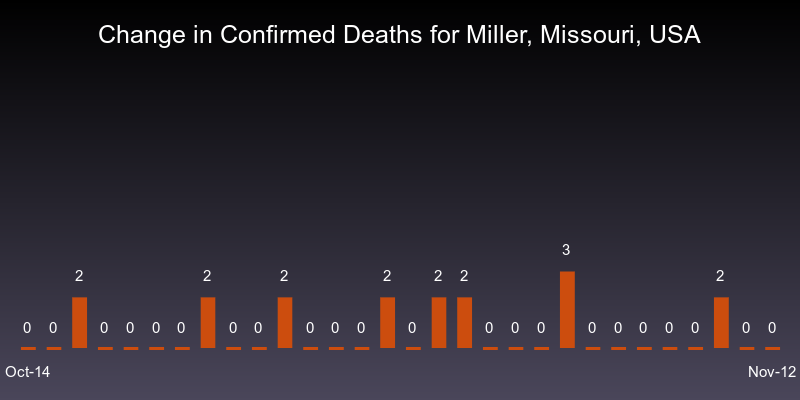 Change in Confirmed Deaths for Miller, Missouri, USA
3
2 2 2 2 2 2 2
0 0 0 0 0 0 0 0 0 0 0 0 0 0 0 0 0 0 0 0 0 0
Oct-14 Nov-12